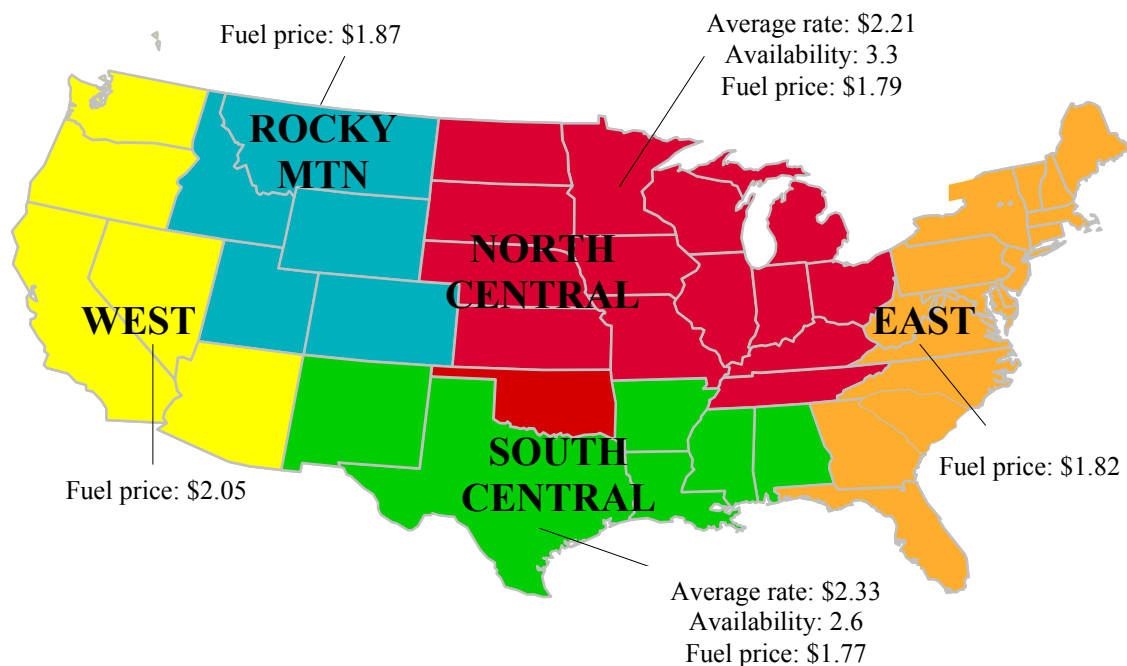 Fuel price: $1.87
Average rate: $2.21
Availability: 3.3
Fuel price: $1.79
ROCKY
MTN
NORTH
CENTRAL
WEST
EAST
SOUTH
CENTRAL
Fuel price: $2.05
Fuel price: $1.82
Average rate: $2.33
Availability: 2.6
Fuel price: $1.77